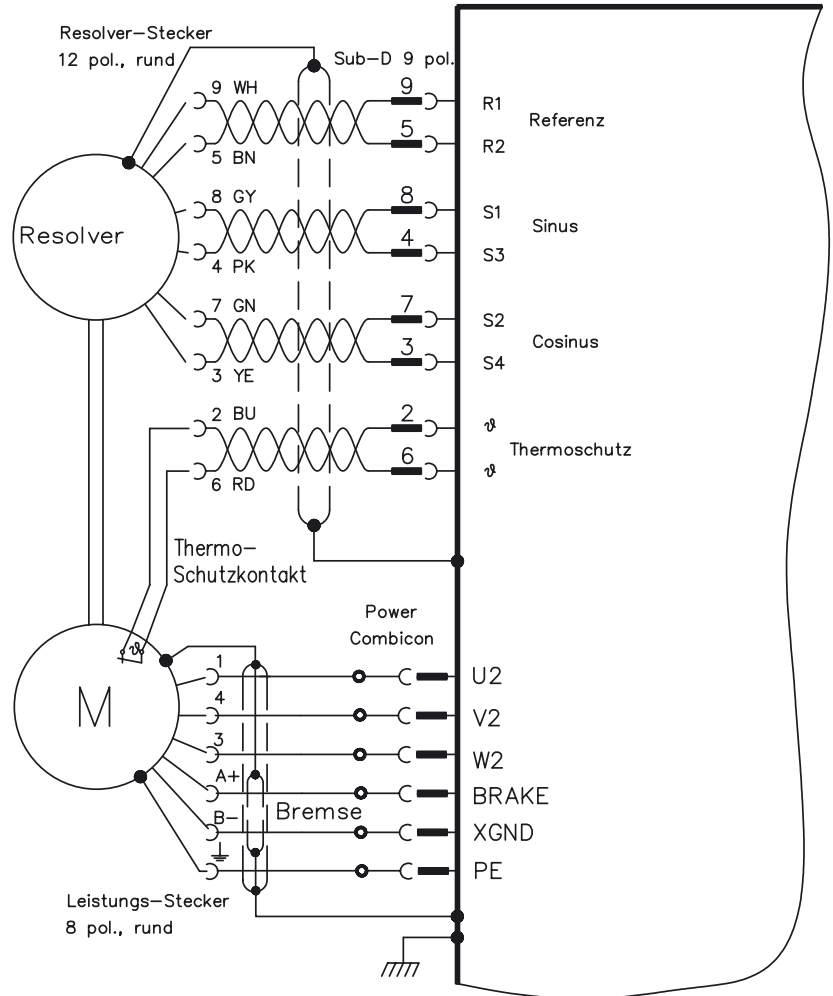 Resolver-Stecker
12 pol., rund
Sub-D 9 pol.
9 WH 9 R1
Referenz
5 BN 5 R2
8 GY 8 S1
Resolver
Sinus
4 PK 4 S3
7 GN 7 S2
Cosinus
3 YE 3 S4
2 BU 2 ϑ
Thermoschutz
6 RD 6 ϑ
Thermo-
Schutzkontakt
Power
Combicon
ϑ
1 U2
M
4 V2
3 W2
A+ BRAKE
Bremse
B- XGND
PE
Leistungs-Stecker
8 pol., rund